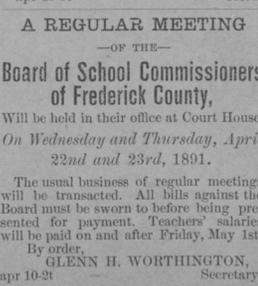 A REGULAR MEETING
—OF THE—
Board of School Commissioners
of Frederick County,
Will be held in their office at Court House
On Wednesday and Thursday, Apri
22nd and 23rd, 1891.
The usual business of regular meeting
will be transacted. All bills against the
Board must be sworn to before being pre
sented for payment. Teachers' salarie
will be paid on and after Friday, May 1st
By order,
GLENN H. WORTHINGTON,
apr 10-2t Secretary